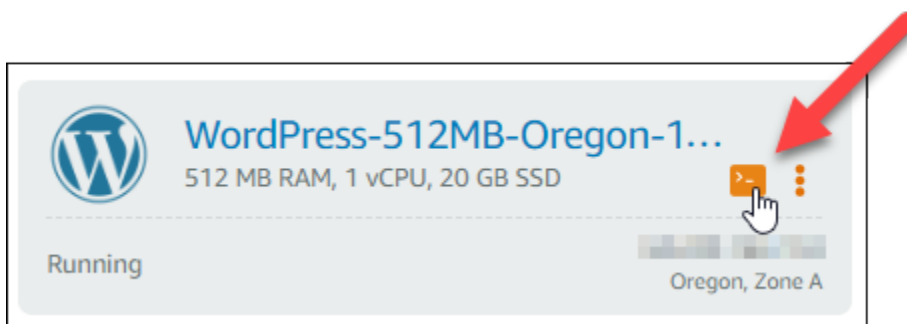 WordPress-512MB-Oregon-1...
512 MB RAM, 1 vCPU, 20 GB SSD
>_
Running
Oregon, Zone A